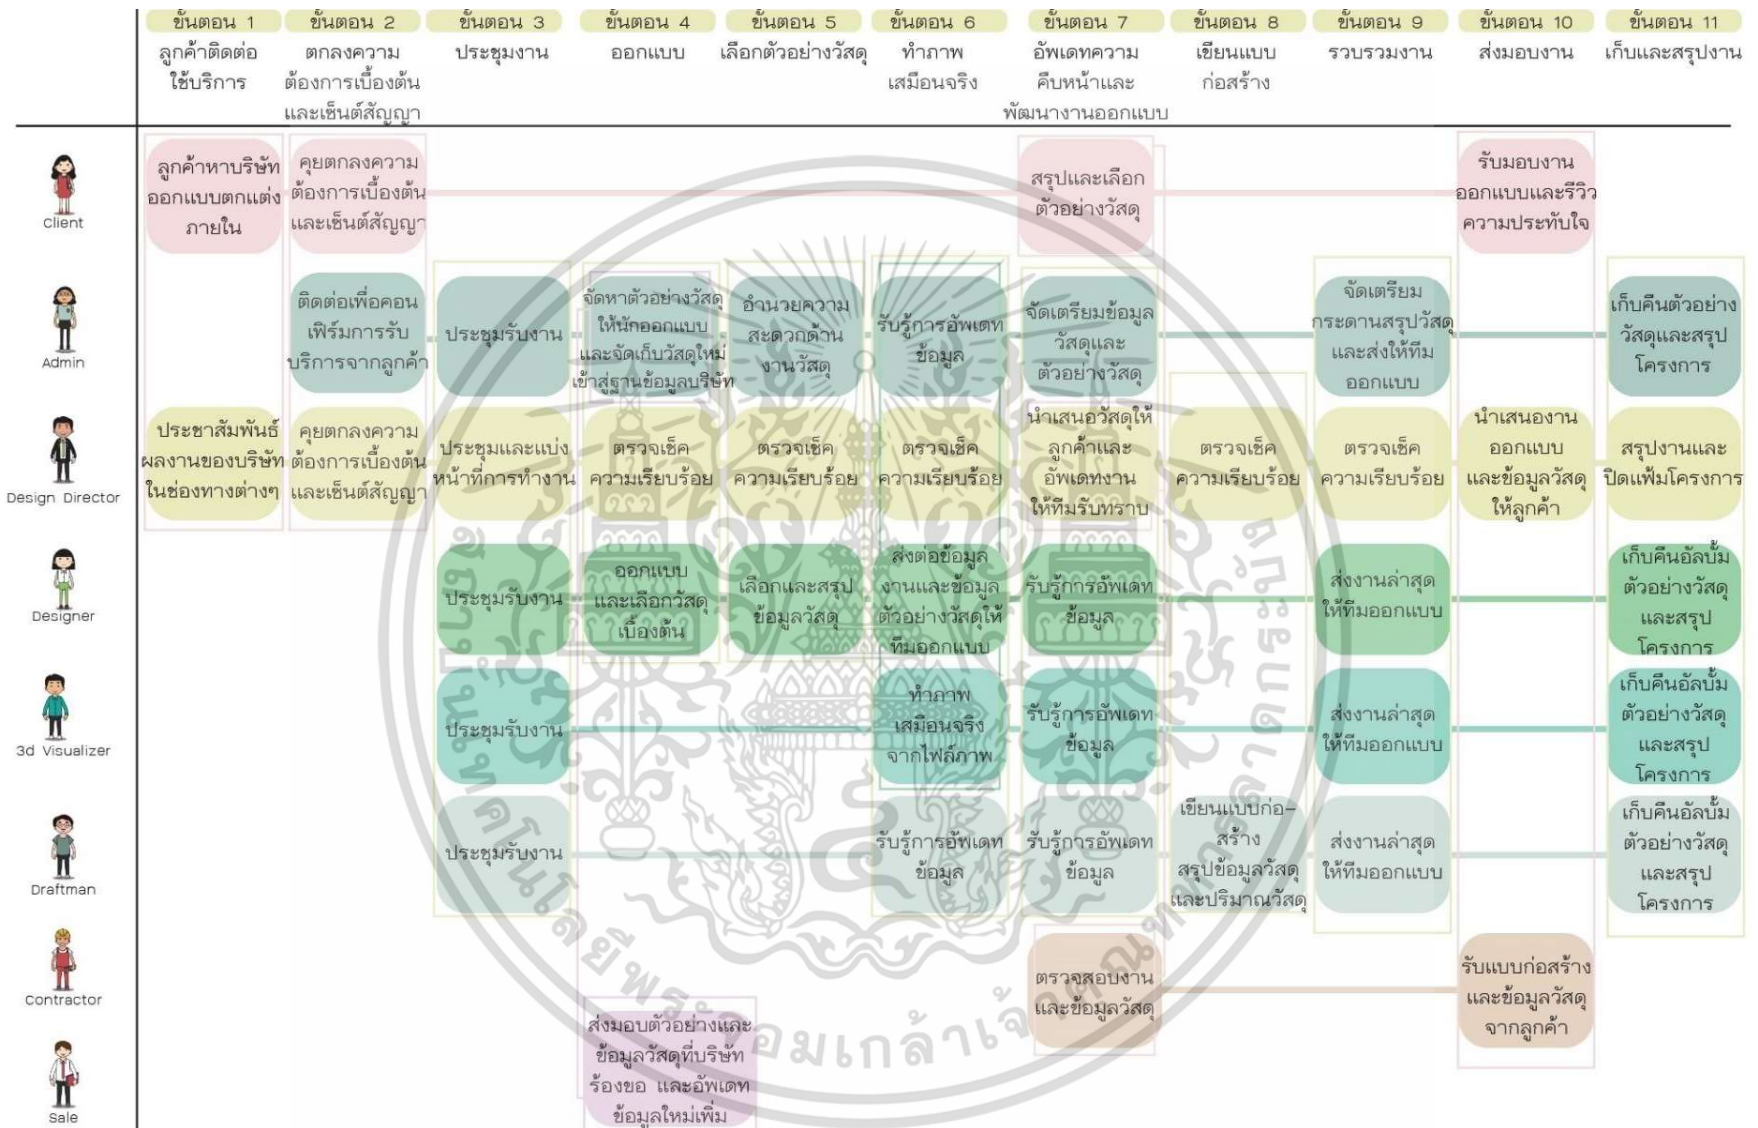 ขั้นตอน 1
ลูกค้าติดต่อ
ใช้บริการ
ขั้นตอน 2
ตกลงความ
ต้องการเบื้องต้น
และเซ็นต์สัญญา
ขั้นตอน 3
ประชุมงาน
ขั้นตอน 4
ออกแบบ
ขั้นตอน 5
เลือกตัวอย่างวัสดุ
ขั้นตอน 6
ทำภาพ
เสมือนจริง
ขั้นตอน 7
อัพเดทความ
คืบหน้าและ
พัฒนางานออกแบบ
ขั้นตอน 8
เขียนแบบ
ก่อสร้าง
ขั้นตอน 9
รวบรวมงาน
ขั้นตอน 10
ส่งมอบงาน
ขั้นตอน 11
เก็บและสรุปงาน
Client
ลูกค้าหาบริษัท
ออกแบบตกแต่ง
ภายใน
คุยตกลงความ
ต้องการเบื้องต้น
และเซ็นต์สัญญา
สรุปและเลือก
ตัวอย่างวัสดุ
รับมอบงาน
ออกแบบและรีวิว
ความประทับใจ
Admin
ติดต่อเพื่อคอน
เฟิร์มการรับ
บริการจากลูกค้า
ประชุมรับงาน
จัดหาตัวอย่างวัสดุ
ให้นักออกแบบ
และจัดเก็บวัสดุใหม่
เข้าสู่ฐานข้อมูลบริษัท
อำนวยความ
สะดวกด้าน
งานวัสดุ
รับรู้การอัพเดท
ข้อมูล
จัดเตรียมข้อมูล
วัสดุและ
ตัวอย่างวัสดุ
จัดเตรียม
กระดานสรุปวัสดุ
และส่งให้ทีม
ออกแบบ
เก็บคืนตัวอย่าง
วัสดุและสรุป
โครงการ
Design Director
ประชาสัมพันธ์
ผลงานของบริษัท
ในช่องทางต่างๆ
คุยตกลงความ
ต้องการเบื้องต้น
และเซ็นต์สัญญา
ประชุมและแบ่ง
หน้าที่การทำงาน
ตรวจเช็ค
ความเรียบร้อย
ตรวจเช็ค
ความเรียบร้อย
ตรวจเช็ค
ความเรียบร้อย
นำเสนอวัสดุให้
ลูกค้าและ
อัพเดทงาน
ให้ทีมรับทราบ
ตรวจเช็ค
ความเรียบร้อย
ตรวจเช็ค
ความเรียบร้อย
นำเสนองาน
ออกแบบ
และข้อมูลวัสดุ
ให้ลูกค้า
สรุปงานและ
ปิดแฟ้มโครงการ
Designer
ประชุมรับงาน
ออกแบบ
และเลือกวัสดุ
เบื้องต้น
เลือกและสรุป
ข้อมูลวัสดุ
ส่งต่อข้อมูล
งานและข้อมูล
ตัวอย่างวัสดุให้
ทีมออกแบบ
รับรู้การอัพเดท
ข้อมูล
ส่งงานล่าสุด
ให้ทีมออกแบบ
เก็บคืนอัลบั้ม
ตัวอย่างวัสดุ
และสรุป
โครงการ
3d Visualizer
ประชุมรับงาน
ทำภาพ
เสมือนจริง
จากไฟล์ภาพ
รับรู้การอัพเดท
ข้อมูล
ส่งงานล่าสุด
ให้ทีมออกแบบ
เก็บคืนอัลบั้ม
ตัวอย่างวัสดุ
และสรุป
โครงการ
Draftman
ประชุมรับงาน
รับรู้การอัพเดท
ข้อมูล
รับรู้การอัพเดท
ข้อมูล
เขียนแบบก่อ-
สร้าง
สรุปข้อมูลวัสดุ
และปริมาณวัสดุ
ส่งงานล่าสุด
ให้ทีมออกแบบ
เก็บคืนอัลบั้ม
ตัวอย่างวัสดุ
และสรุป
โครงการ
Contractor
ตรวจสอบงาน
และข้อมูลวัสดุ
รับแบบก่อสร้าง
และข้อมูลวัสดุ
จากลูกค้า
Sale
ส่งมอบตัวอย่างและ
ข้อมูลวัสดุที่บริษัท
ร้องขอ และอัพเดท
ข้อมูลใหม่เพิ่ม
สถาบันเทคโนโลยีพระจอมเกล้าเจ้าคุณทหารลาดกระบัง